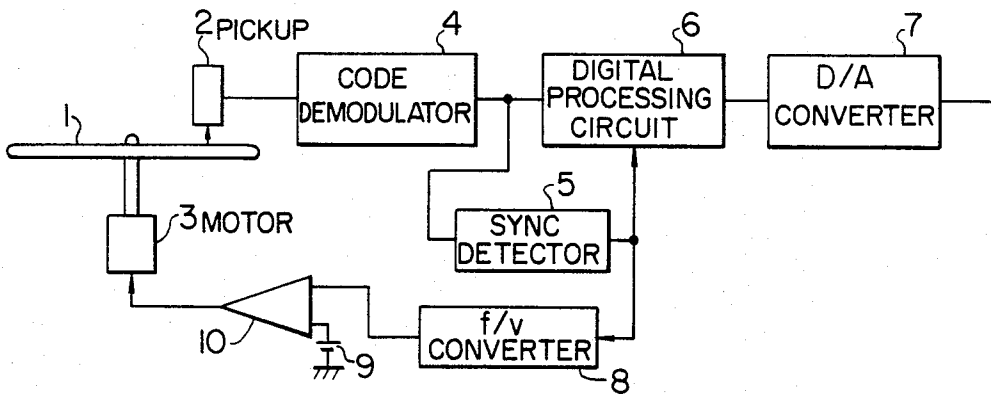 2 PICKUP
4
6
7
CODE
DEMODULATOR
DIGITAL
PROCESSING
CIRCUIT
D/A
CONVERTER
1
5
SYNC
DETECTOR
3 MOTOR
10
9
f/v
CONVERTER
8